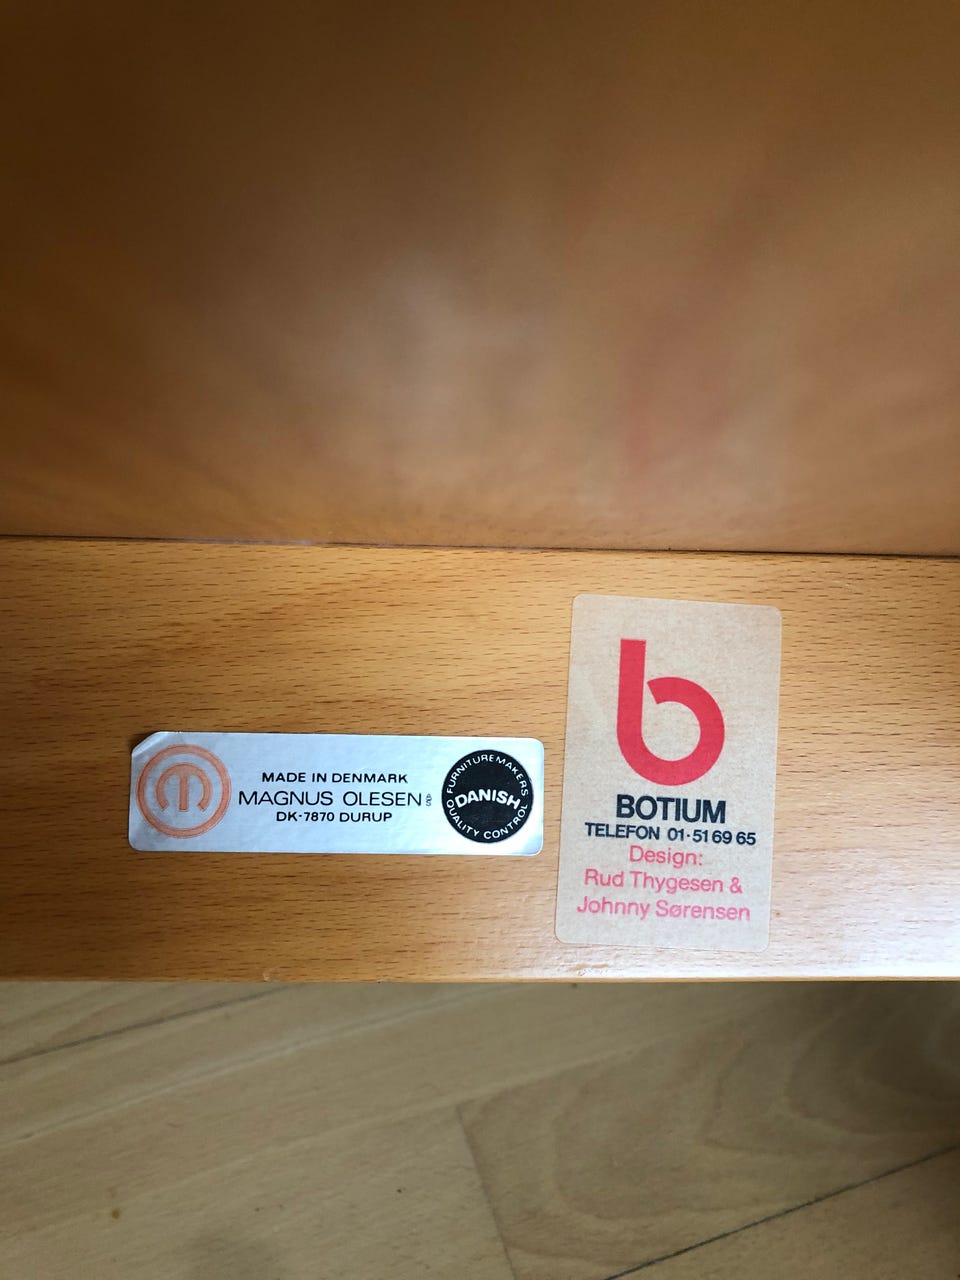 MADE IN DENMARK
MAGNUS OLESEN
DK-7870 DURUP
FURNITUREMAKERS
DANISH
QUALITY CONTROL
b
BOTIUM
TELEFON 01·51 69 65
Design:
Rud Thygesen &
Johnny Sørensen